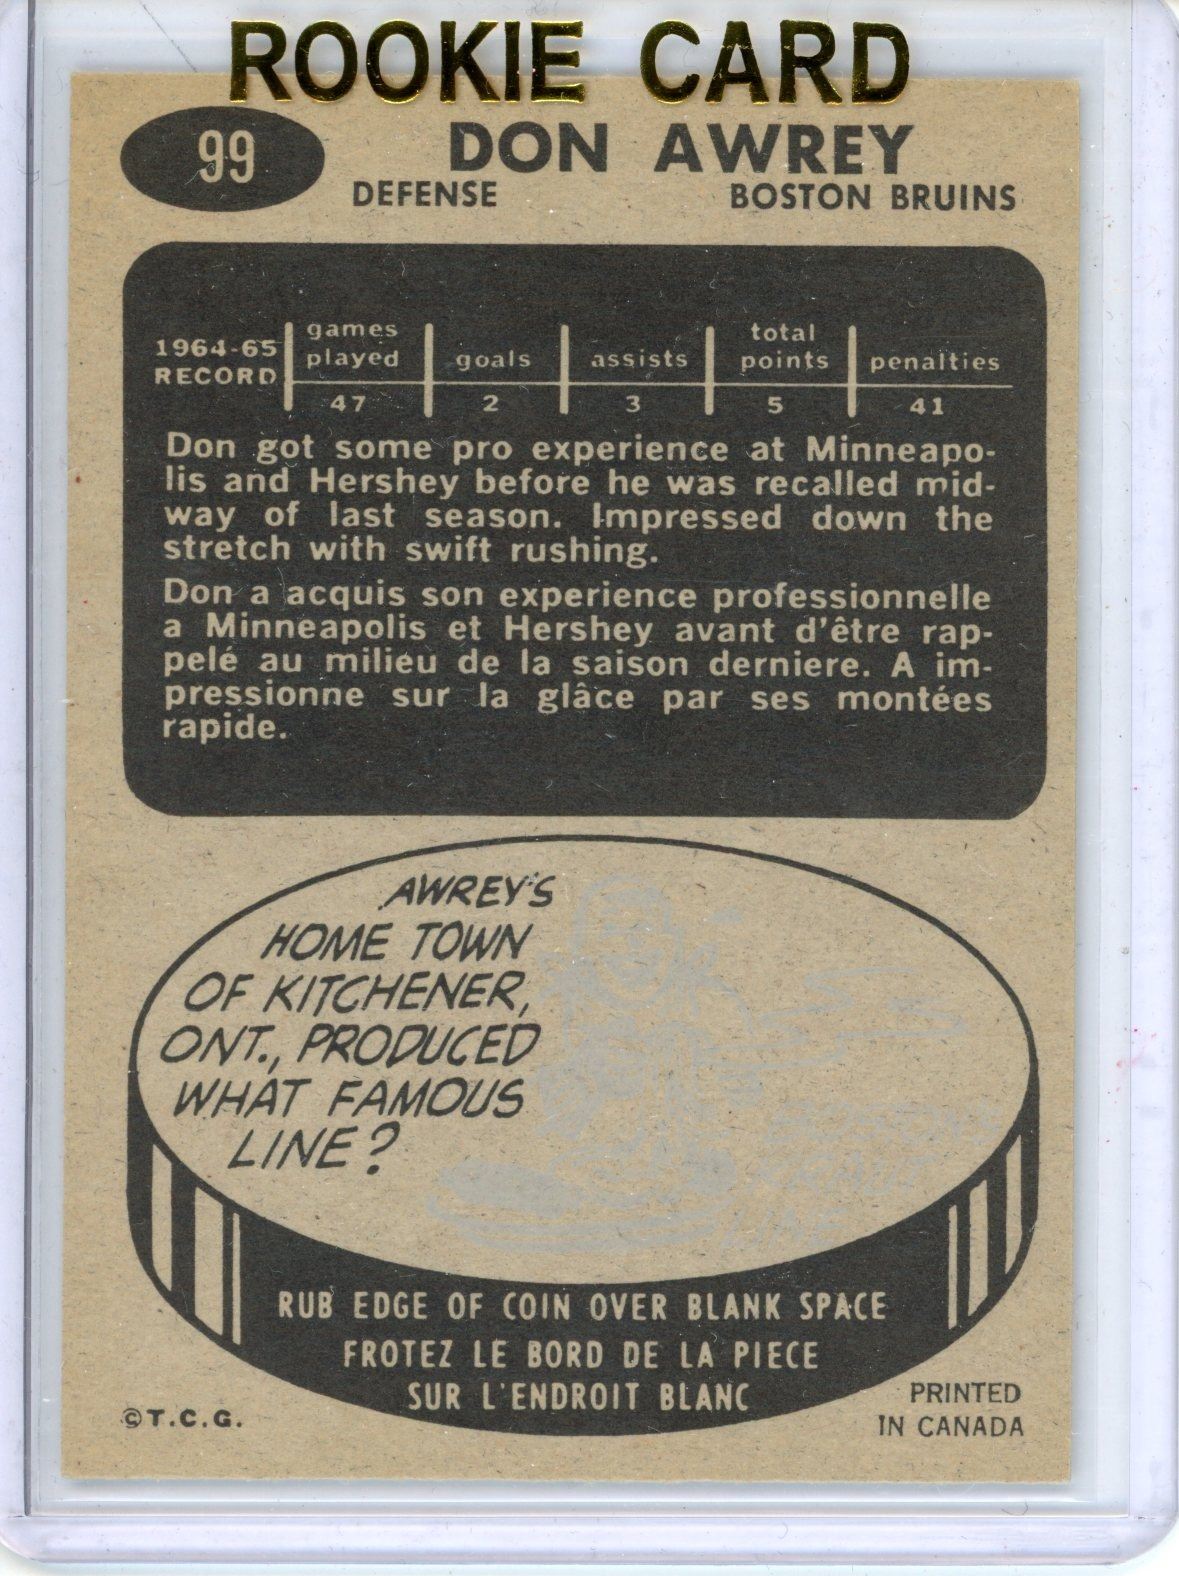 ROOKIE CARD
99
DON AWREY
DEFENSE
BOSTON BRUINS
1964-65
RECORD
games
played
goals
assists
total
points
penalties
47
2
3
5
41
Don got some pro experience at Minneapo-
lis and Hershey before he was recalled mid-
way of last season. Impressed down the
stretch with swift rushing.
Don a acquis son experience professionnelle
a Minneapolis et Hershey avant d'être rap-
pelé au milieu de la saison derniere. A im-
pressionne sur la glâce par ses montées
rapide.
AWREY'S
HOME TOWN
OF KITCHENER,
ONT., PRODUCED
WHAT FAMOUS
LINE?
KRAUT
LINE
RUB EDGE OF COIN OVER BLANK SPACE
FROTEZ LE BORD DE LA PIECE
SUR L'ENDROIT BLANC
©T.C.G.
PRINTED
IN CANADA